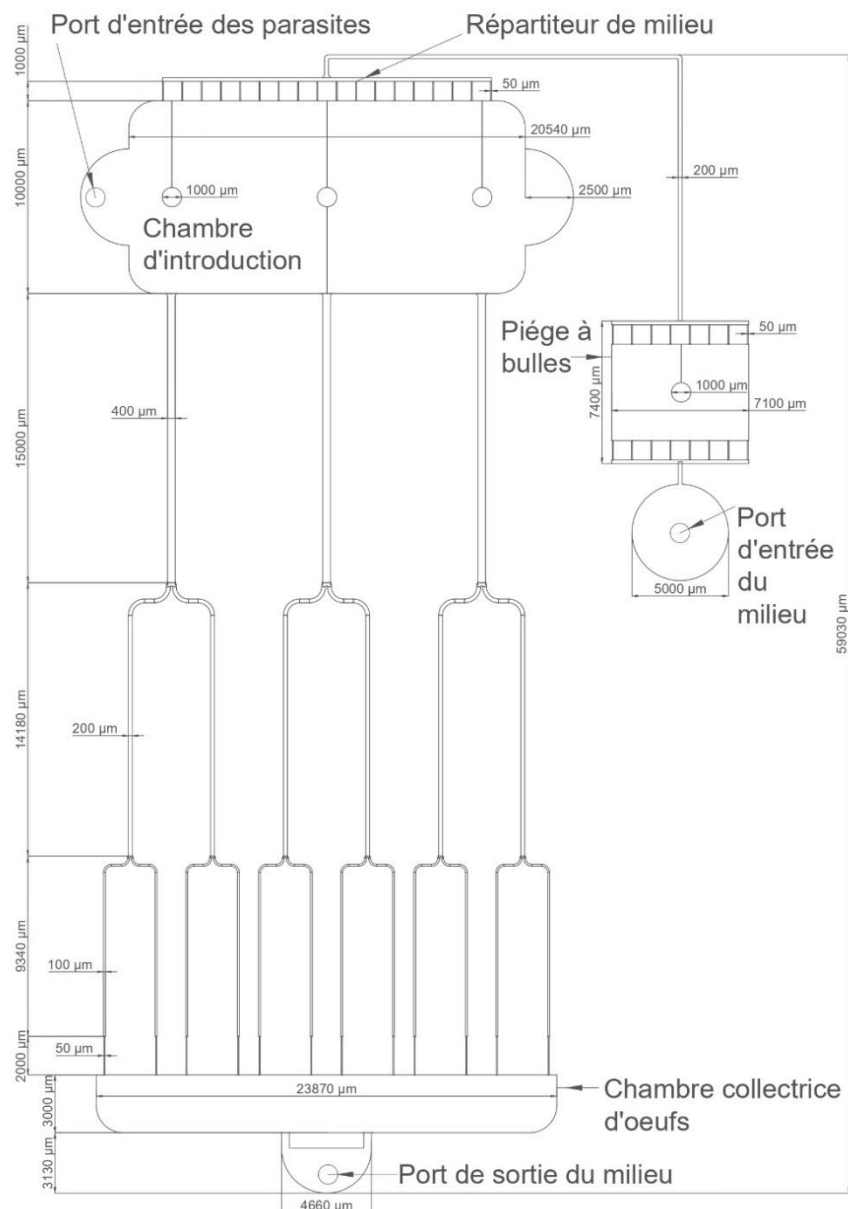 Port d'entrée des parasites
Répartiteur de milieu
1000 µm
50 µm
20540 µm
10000 µm
200 µm
1000 µm
2500 µm
Chambre
d'introduction
Piége à
bulles
50 µm
7400 µm
1000 µm
7100 µm
400 µm
15000 µm
Port
d'entrée
du
milieu
5000 µm
59030 µm
200 µm
14180 µm
9340 µm
100 µm
50 µm
2000 µm
23870 µm
Chambre collectrice
d'oeufs
3000 µm
3130 µm
Port de sortie du milieu
4660 µm